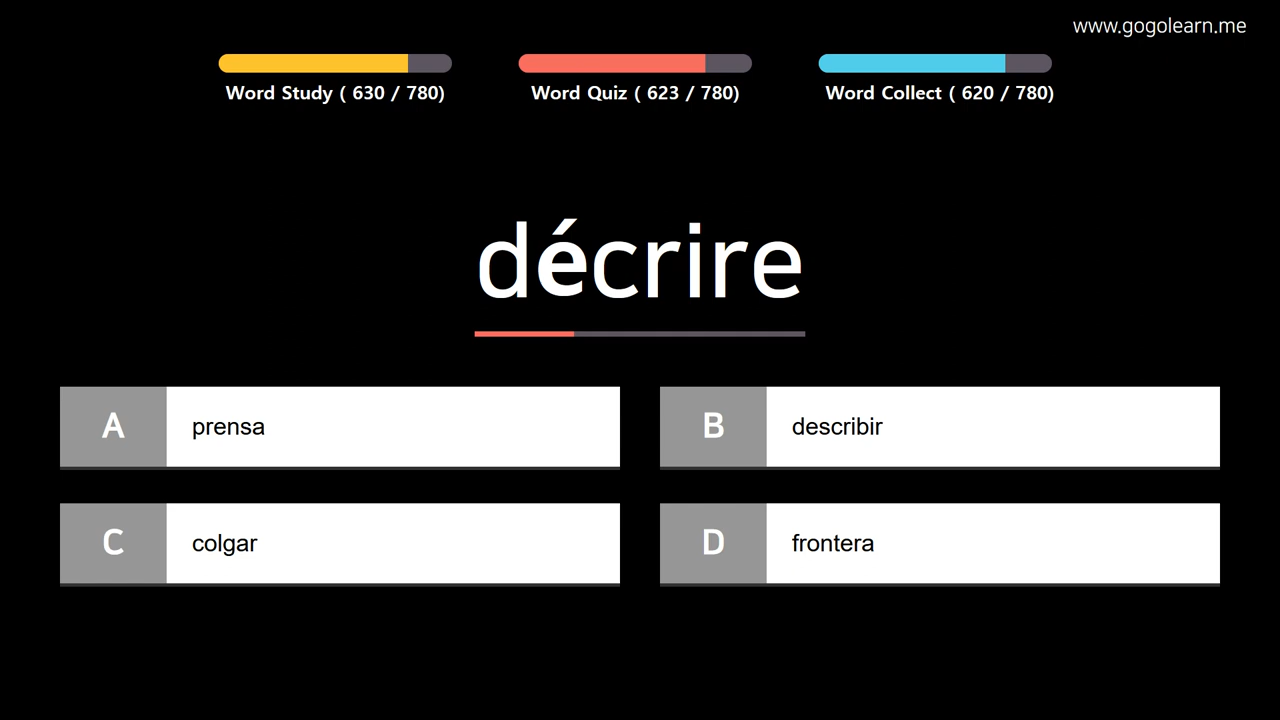 www.gogolearn.me
Word Study ( 630 / 780)
Word Quiz ( 623 / 780)
Word Collect ( 620 / 780)
décrire
A prensa
B describir
C colgar
D frontera